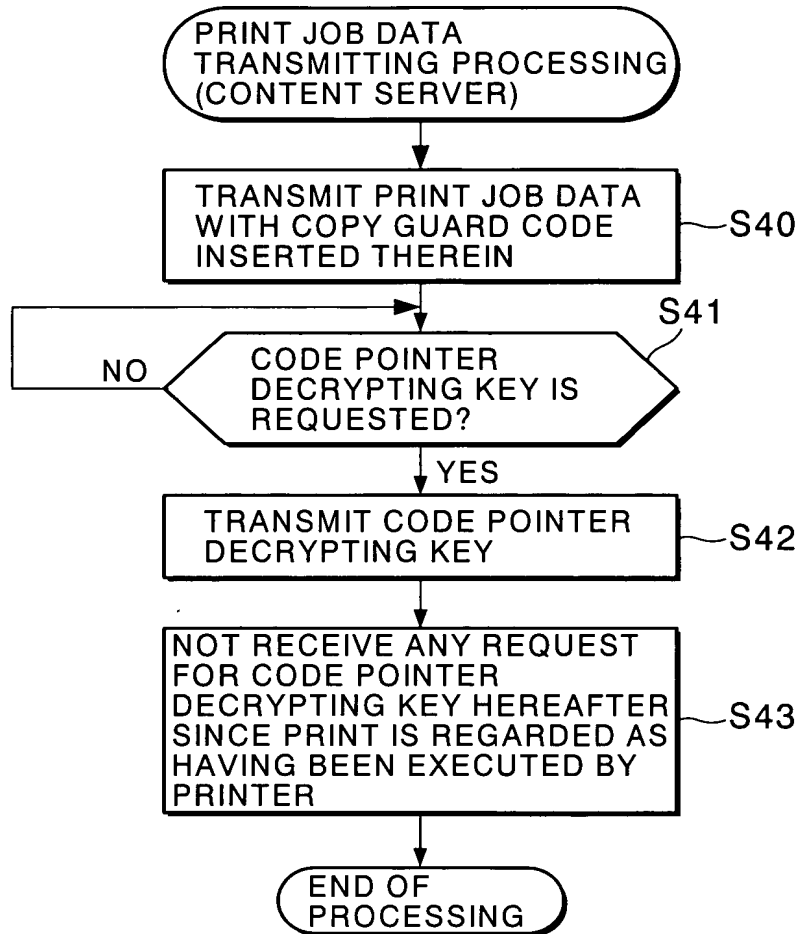 PRINT JOB DATA
TRANSMITTING PROCESSING
(CONTENT SERVER)
TRANSMIT PRINT JOB DATA
WITH COPY GUARD CODE
INSERTED THEREIN
S40
S41
NO
CODE POINTER
DECRYPTING KEY IS
REQUESTED?
YES
TRANSMIT CODE POINTER
DECRYPTING KEY
S42
NOT RECEIVE ANY REQUEST
FOR CODE POINTER
DECRYPTING KEY HEREAFTER
SINCE PRINT IS REGARDED AS
HAVING BEEN EXECUTED BY
PRINTER
S43
END OF
PROCESSING